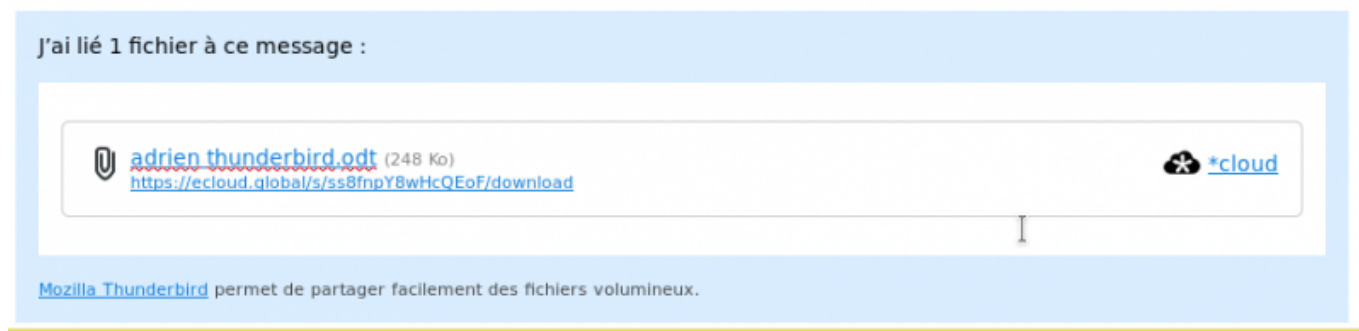 J’ai lié 1 fichier à ce message :
adrien thunderbird.odt (248 Ko)
https://ecloud.global/s/ss8fnpY8wHcQEoF/download
*cloud
Mozilla Thunderbird permet de partager facilement des fichiers volumineux.